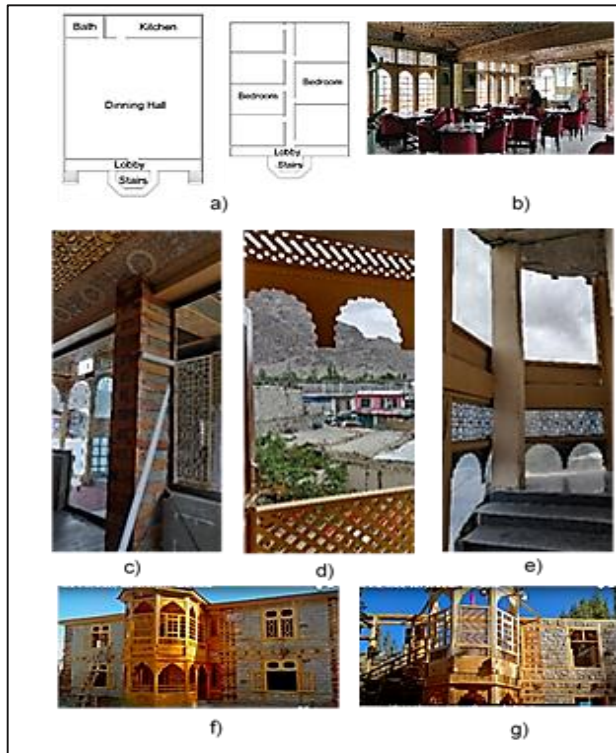 Bath Kitchen
Dinning Hall
Lobby
Stairs
Bedroom
Bedroom
Lobby
Stairs
a)
b)
c)
d)
e)
f)
g)